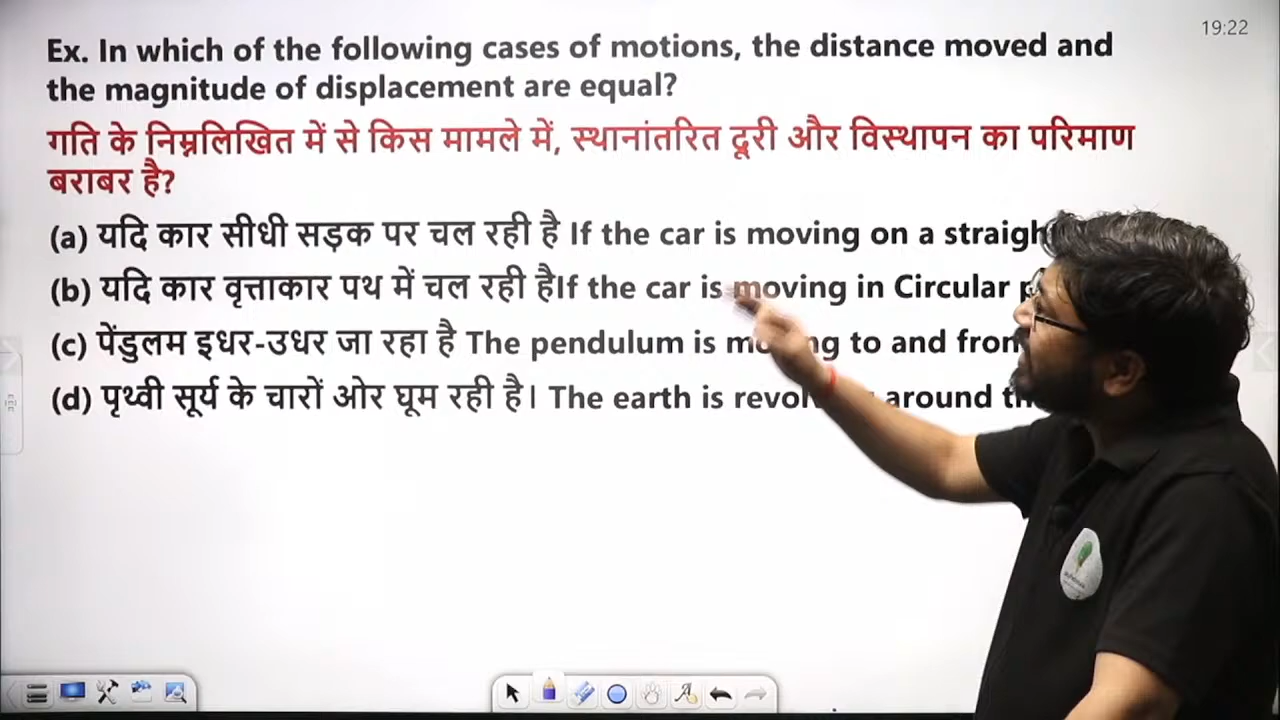 19:22
Ex. In which of the following cases of motions, the distance moved and
the magnitude of displacement are equal?
गति के निम्नलिखित में से किस मामले में, स्थानांतरित दूरी और विस्थापन का परिमाण
बराबर है?
(a) यदि कार सीधी सड़क पर चल रही है If the car is moving on a
(b) यदि कार वृत्ताकार पथ में चल रही हैIf the car is moving in Circular
(c) पेंडुलम इधर-उधर जा रहा है The pendulum is to and
(d) पृथ्वी सूर्य के चारों ओर घूम रही है। The earth is around